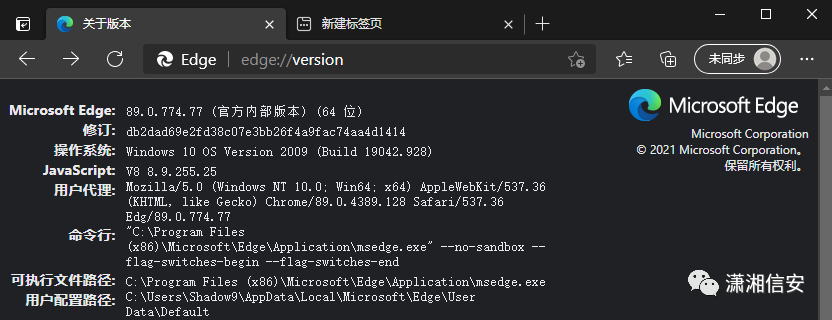 关于版本
新建标签页
Edge
edge://version
未同步
Microsoft Edge
Microsoft Corporation
© 2021 Microsoft Corporation。
保留所有权利。
Microsoft Edge: 89.0.774.77 (官方内部版本) (64 位)
修订: db2dad69e2fd38c07e3bb26f4a9fac74aa4d1414
操作系统: Windows 10 OS Version 2009 (Build 19042.928)
JavaScript: V8 8.9.255.25
用户代理: Mozilla/5.0 (Windows NT 10.0; Win64; x64) AppleWebKit/537.36
(KHTML, like Gecko) Chrome/89.0.4389.128 Safari/537.36
Edg/89.0.774.77
命令行: "C:\Program Files
(x86)\Microsoft\Edge\Application\msedge.exe" --no-sandbox --
flag-switches-begin --flag-switches-end
可执行文件路径: C:\Program Files (x86)\Microsoft\Edge\Application\msedge.exe
用户配置路径: C:\Users\Shadow9\AppData\Local\Microsoft\Edge\User
Data\Default
潇湘信安